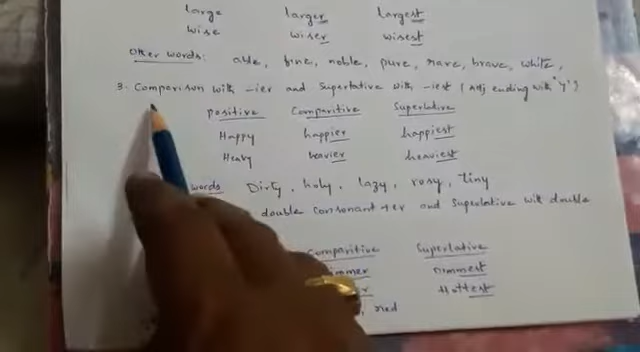 large larger largest
wise wiser wisest
Other words: able, fine, noble, pure, rare, brave, white,
3. Comparison with -ier and Superlative with -iest (Adj ending with "y")
positive Comparitive Superlative
Happy happier happiest
Heavy heavier heaviest
words Dirty, holy, lazy, rosy, tiny
double consonant +er and Superlative with double
Comparitive Superlative
Dimmest
Hottest
, red